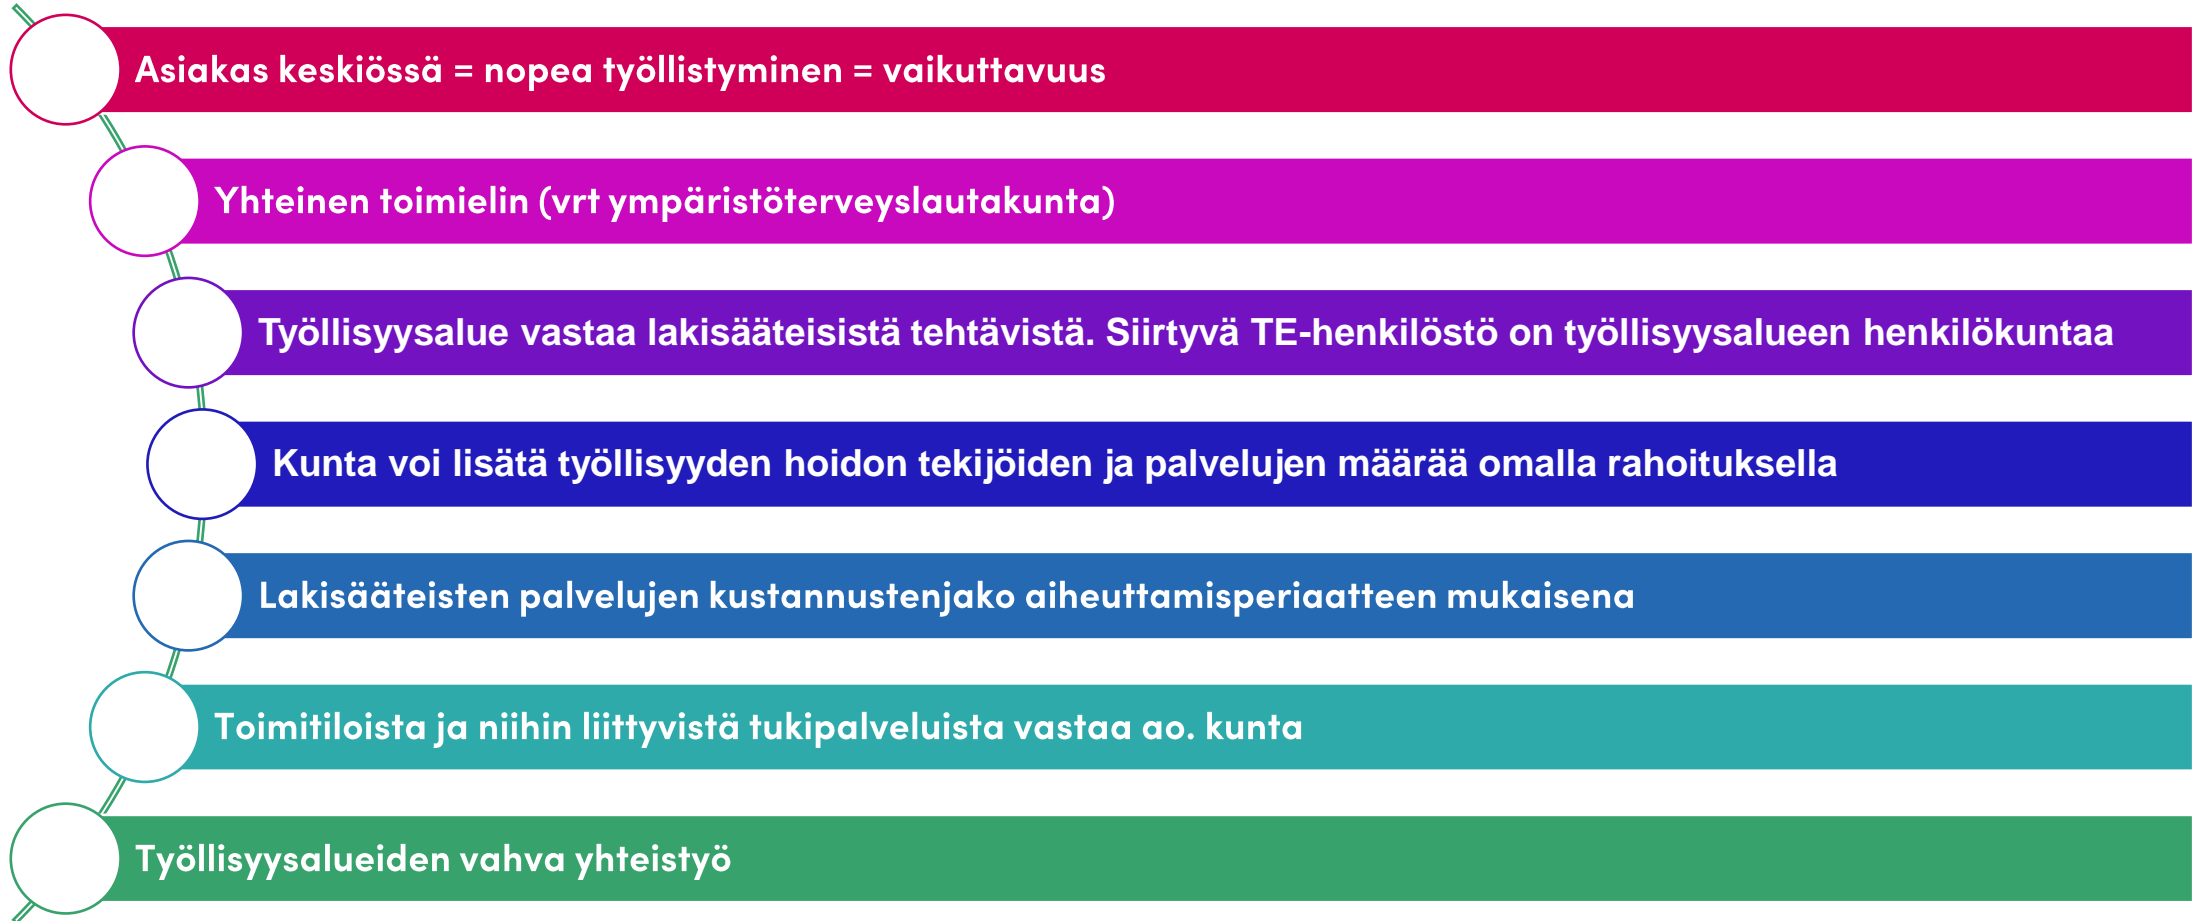 Asiakas keskiössä = nopea työllistyminen = vaikuttavuus
Yhteinen toimielin (vrt ympäristöterveyslautakunta)
Työllisyysalue vastaa lakisääteisistä tehtävistä. Siirtyvä TE-henkilöstö on työllisyysalueen henkilökuntaa
Kunta voi lisätä työllisyyden hoidon tekijöiden ja palvelujen määrää omalla rahoituksella
Lakisääteisten palvelujen kustannustenjako aiheuttamisperiaatteen mukaisena
Toimitiloista ja niihin liittyvistä tukipalveluista vastaa ao. kunta
Työllisyysalueiden vahva yhteistyö